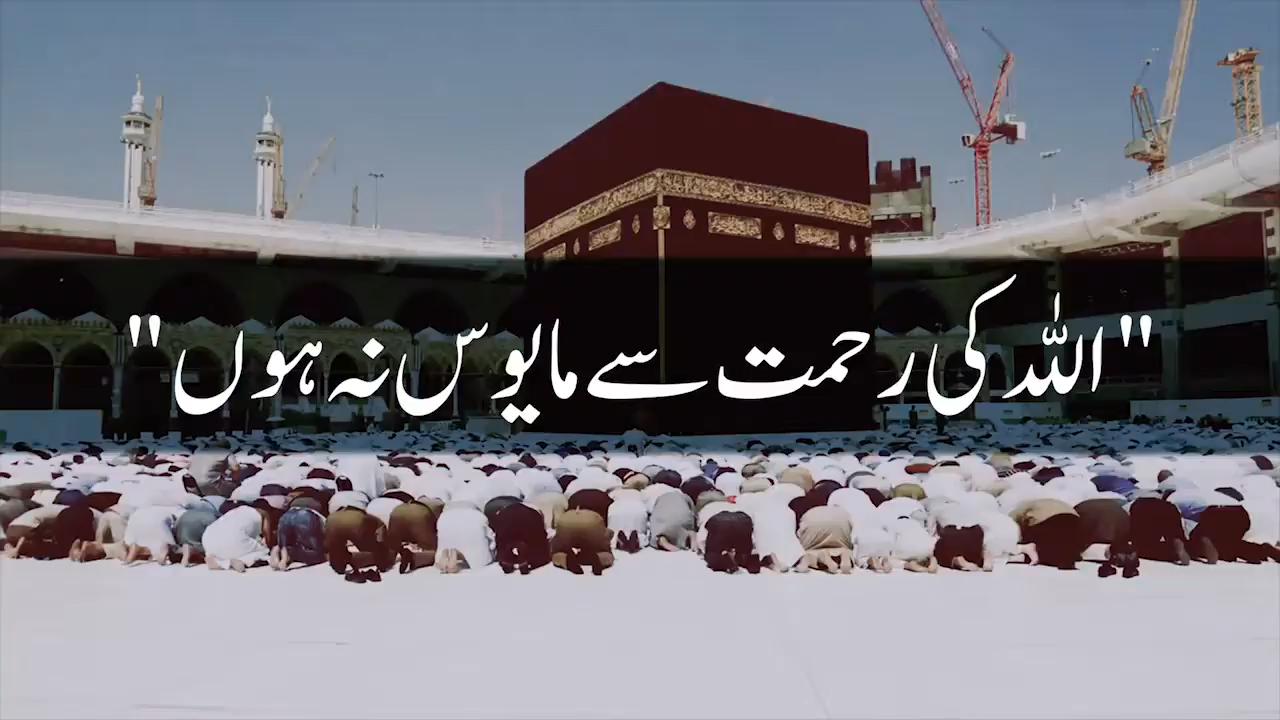 "اللہ کی رحمت سے مایوس نہ ہوں"